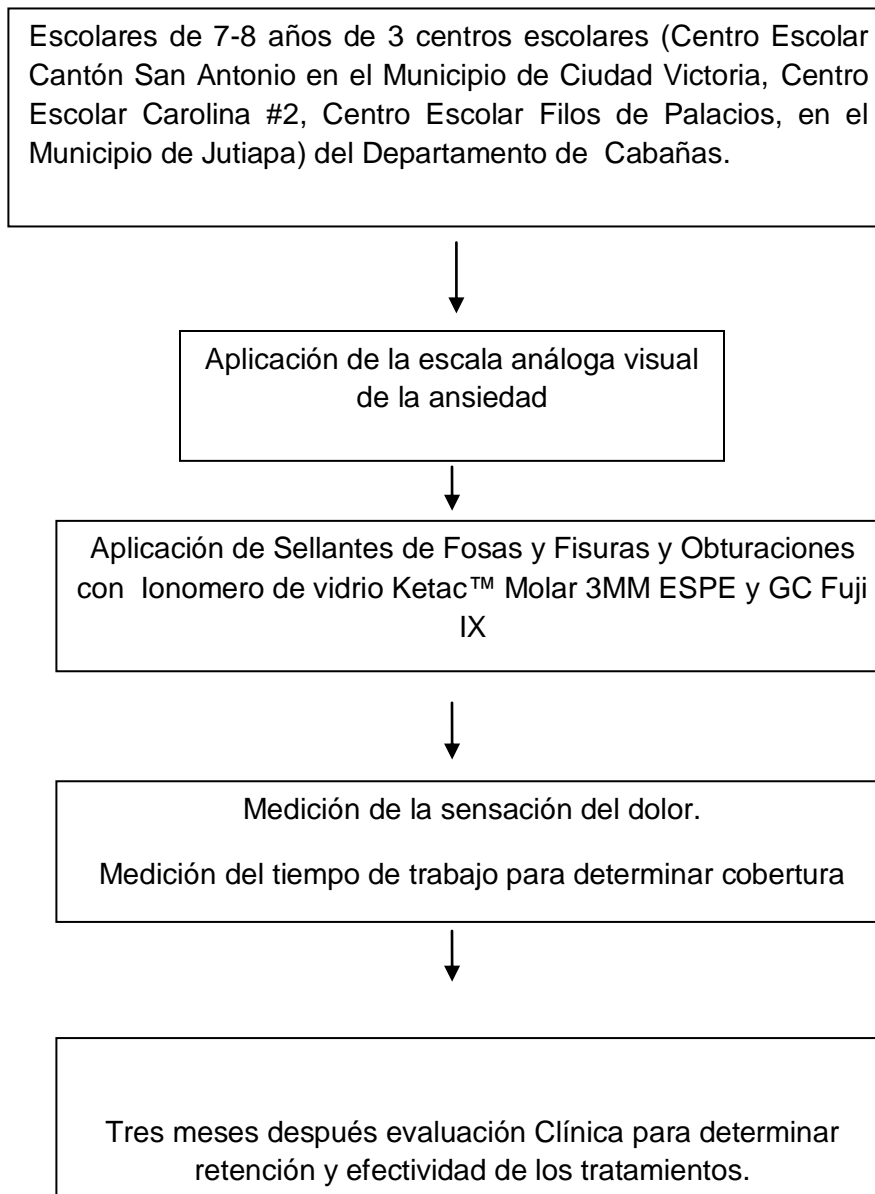 Escolares de 7-8 años de 3 centros escolares (Centro Escolar
Cantón San Antonio en el Municipio de Ciudad Victoria, Centro
Escolar Carolina #2, Centro Escolar Filos de Palacios, en el
Municipio de Jutiapa) del Departamento de Cabañas.
Aplicación de la escala análoga visual
de la ansiedad
Aplicación de Sellantes de Fosas y Fisuras y Obturaciones
con Ionomero de vidrio Ketac™ Molar 3MM ESPE y GC Fuji
IX
Medición de la sensación del dolor.
Medición del tiempo de trabajo para determinar cobertura
Tres meses después evaluación Clínica para determinar
retención y efectividad de los tratamientos.